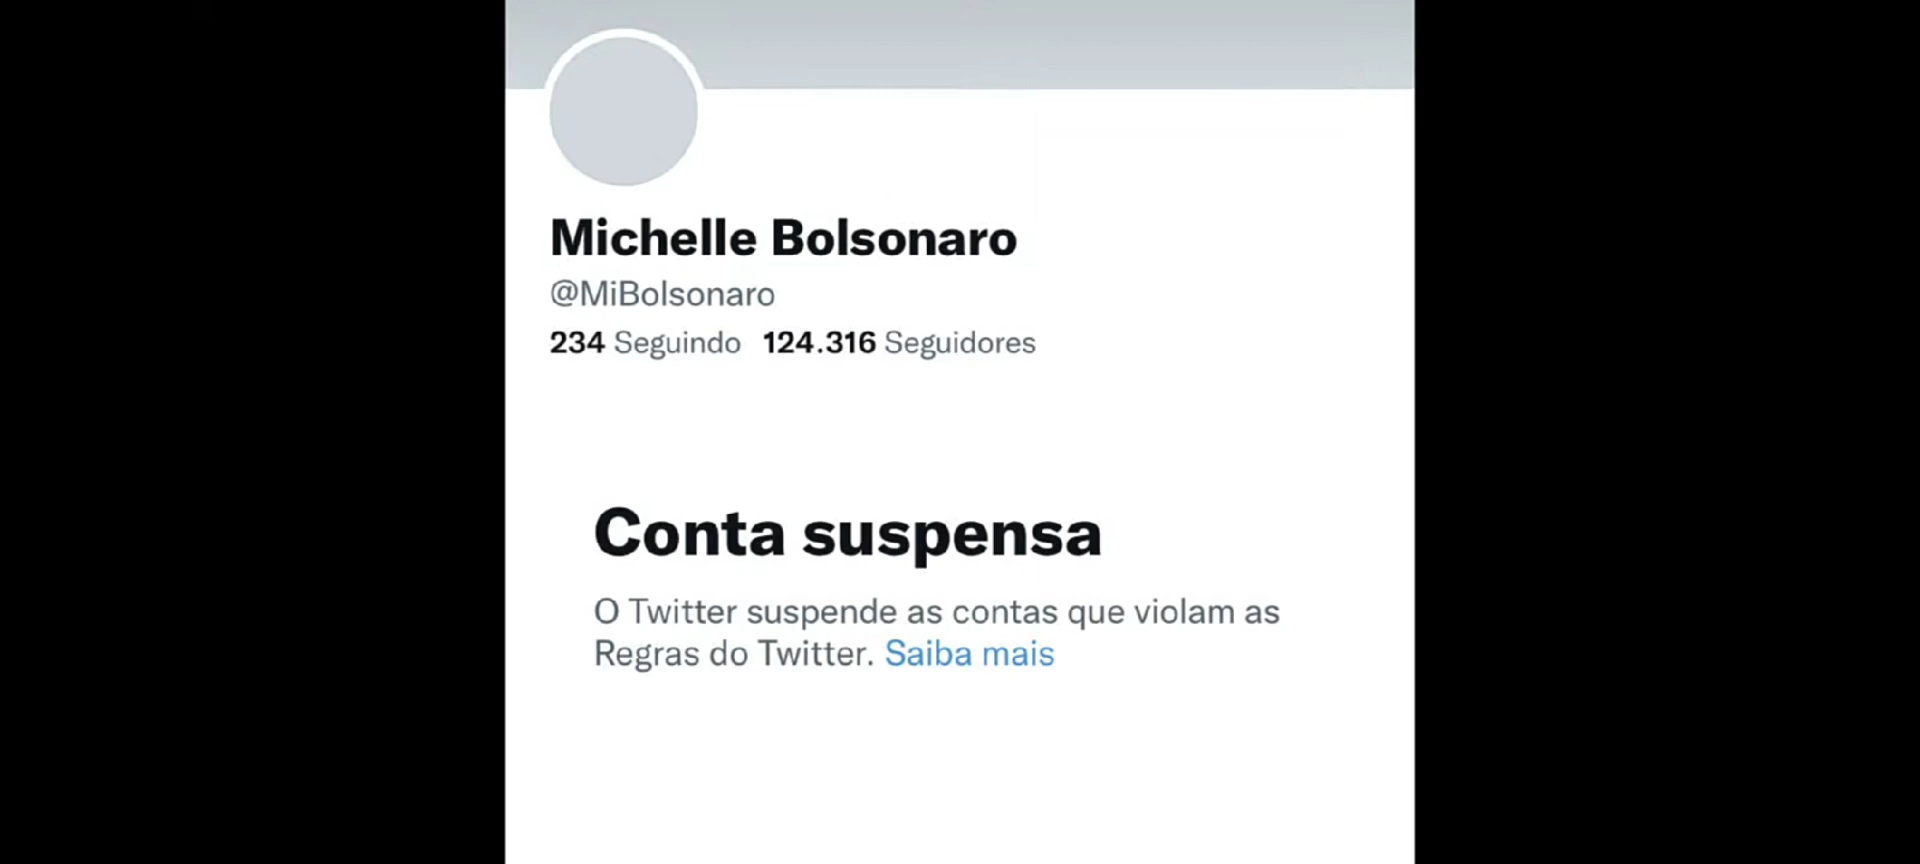 Michelle Bolsonaro
@MiBolsonaro
234 Seguindo 124.316 Seguidores
Conta suspensa
O Twitter suspende as contas que violam as
Regras do Twitter. Saiba mais